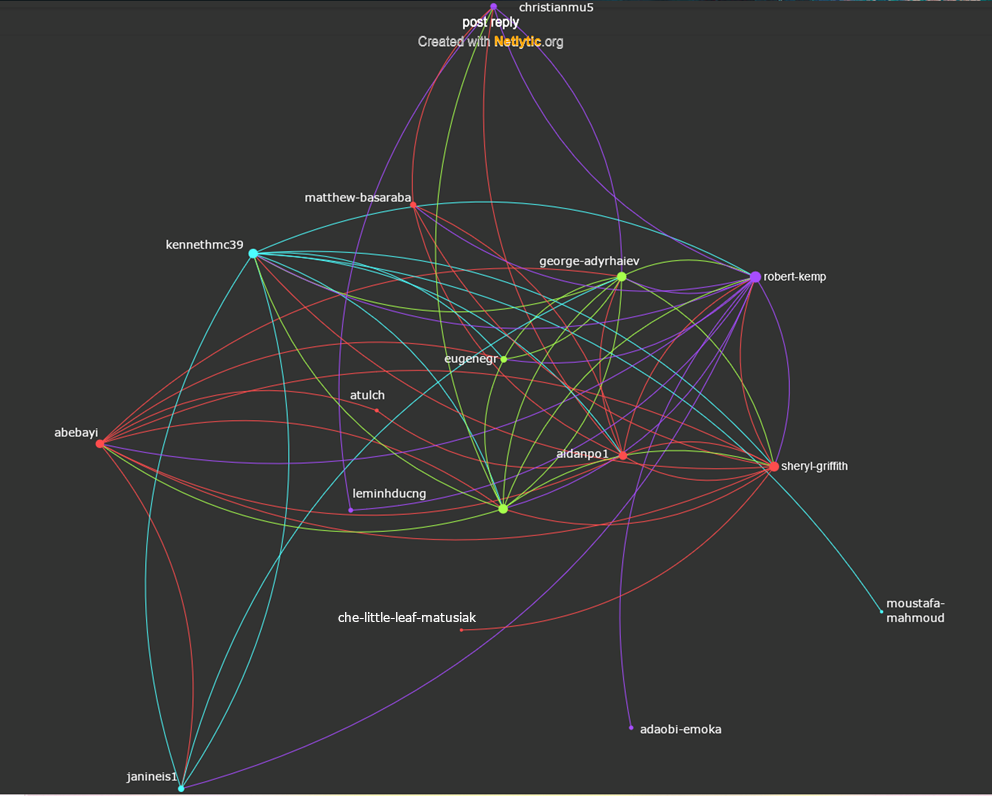 christianmu5
post reply
Created with Netlytic.org
matthew-basaraba
kennethmc39
george-adyrhaiev
robert-kemp
eugenegr
atulch
abebayi
aidanpo1
sheryl-griffith
leminhducng
moustafa-
mahmoud
che-little-leaf-matusiak
adaobi-emoka
janineis1